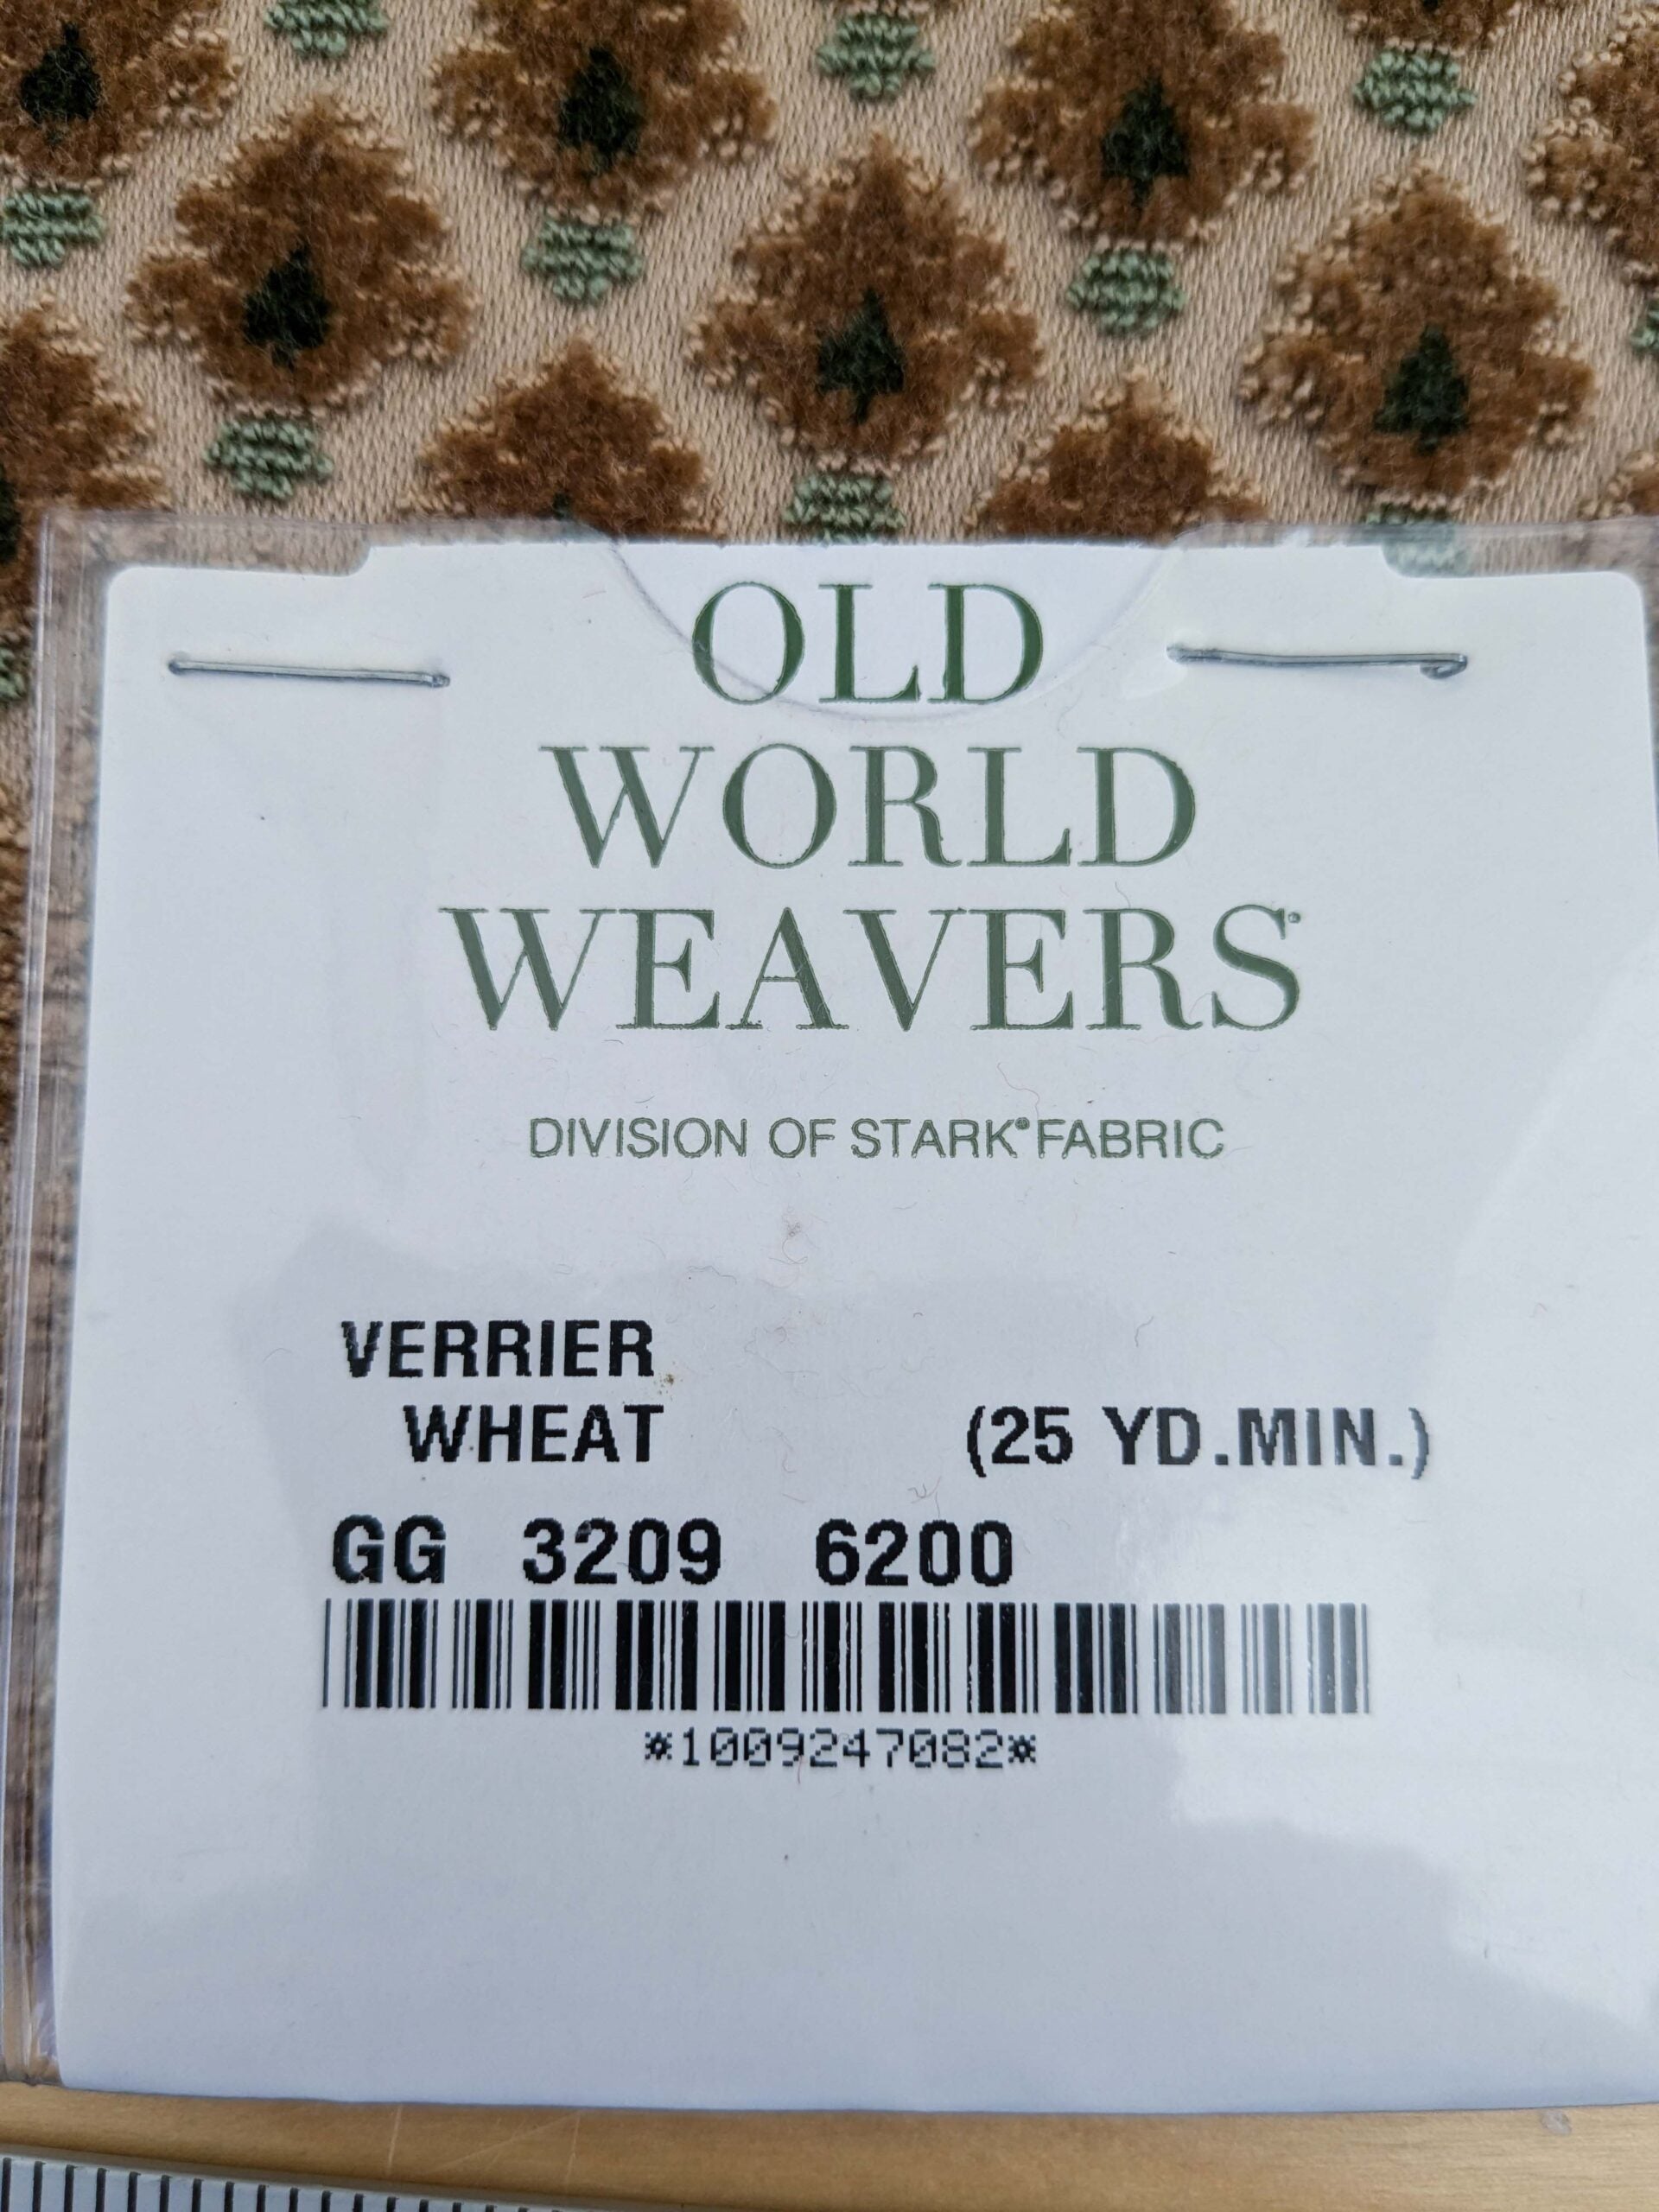 OLD
WORLD
WEAVERS
DIVISION OF STARK® FABRIC
VERRIER
WHEAT (25 YD.MIN.)
GG 3209 6200
*1009247082*